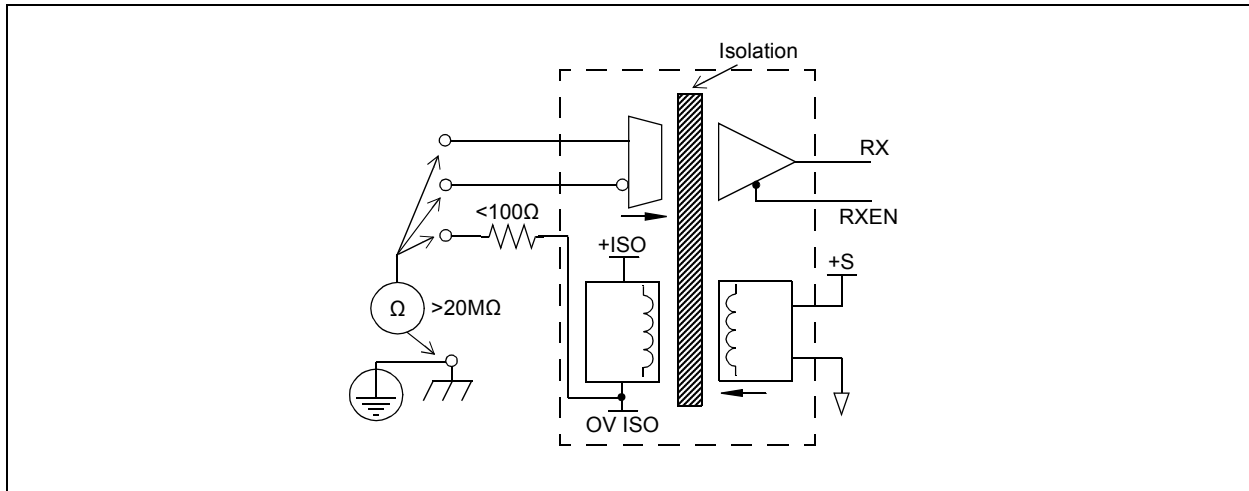 Isolation
RX
RXEN
<100Ω
+ISO
+S
Ω
>20MΩ
OV ISO